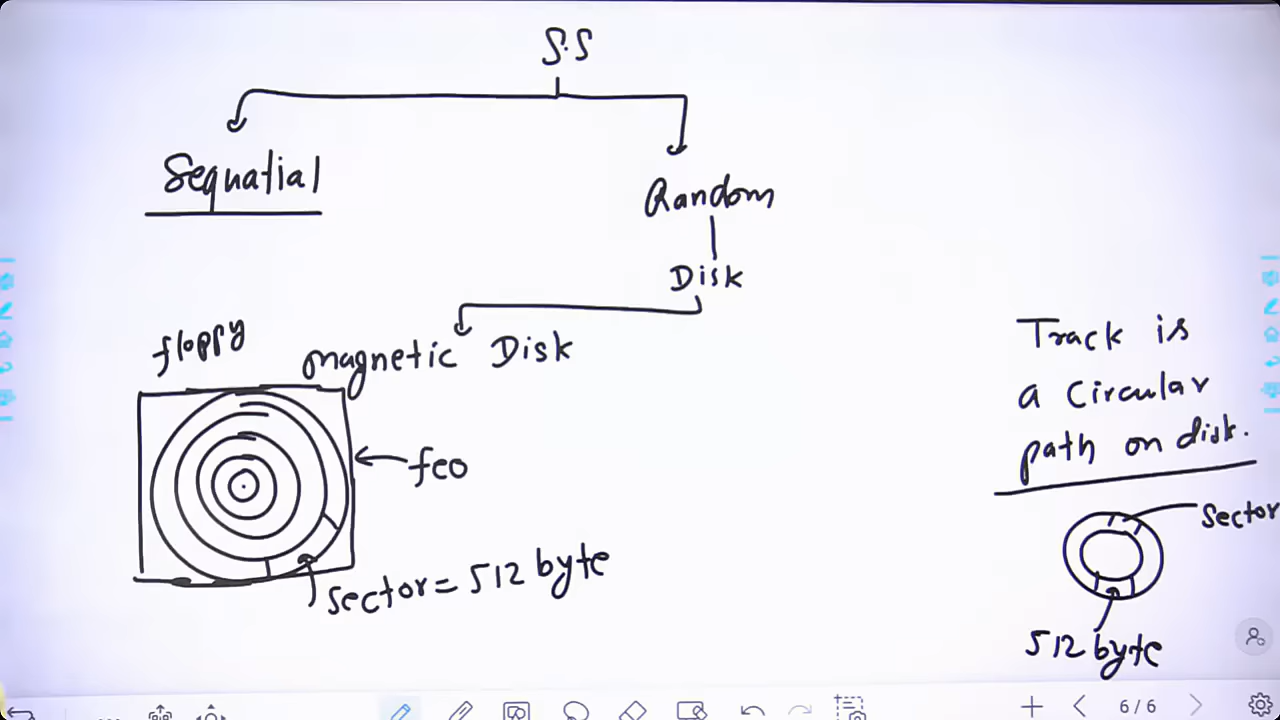 S.S
Sequatial
Random
Disk
floppy
magnetic Disk
feo
Sector = 512 byte
Track is
a Circular
path on disk.
Sector
512 byte
6/6